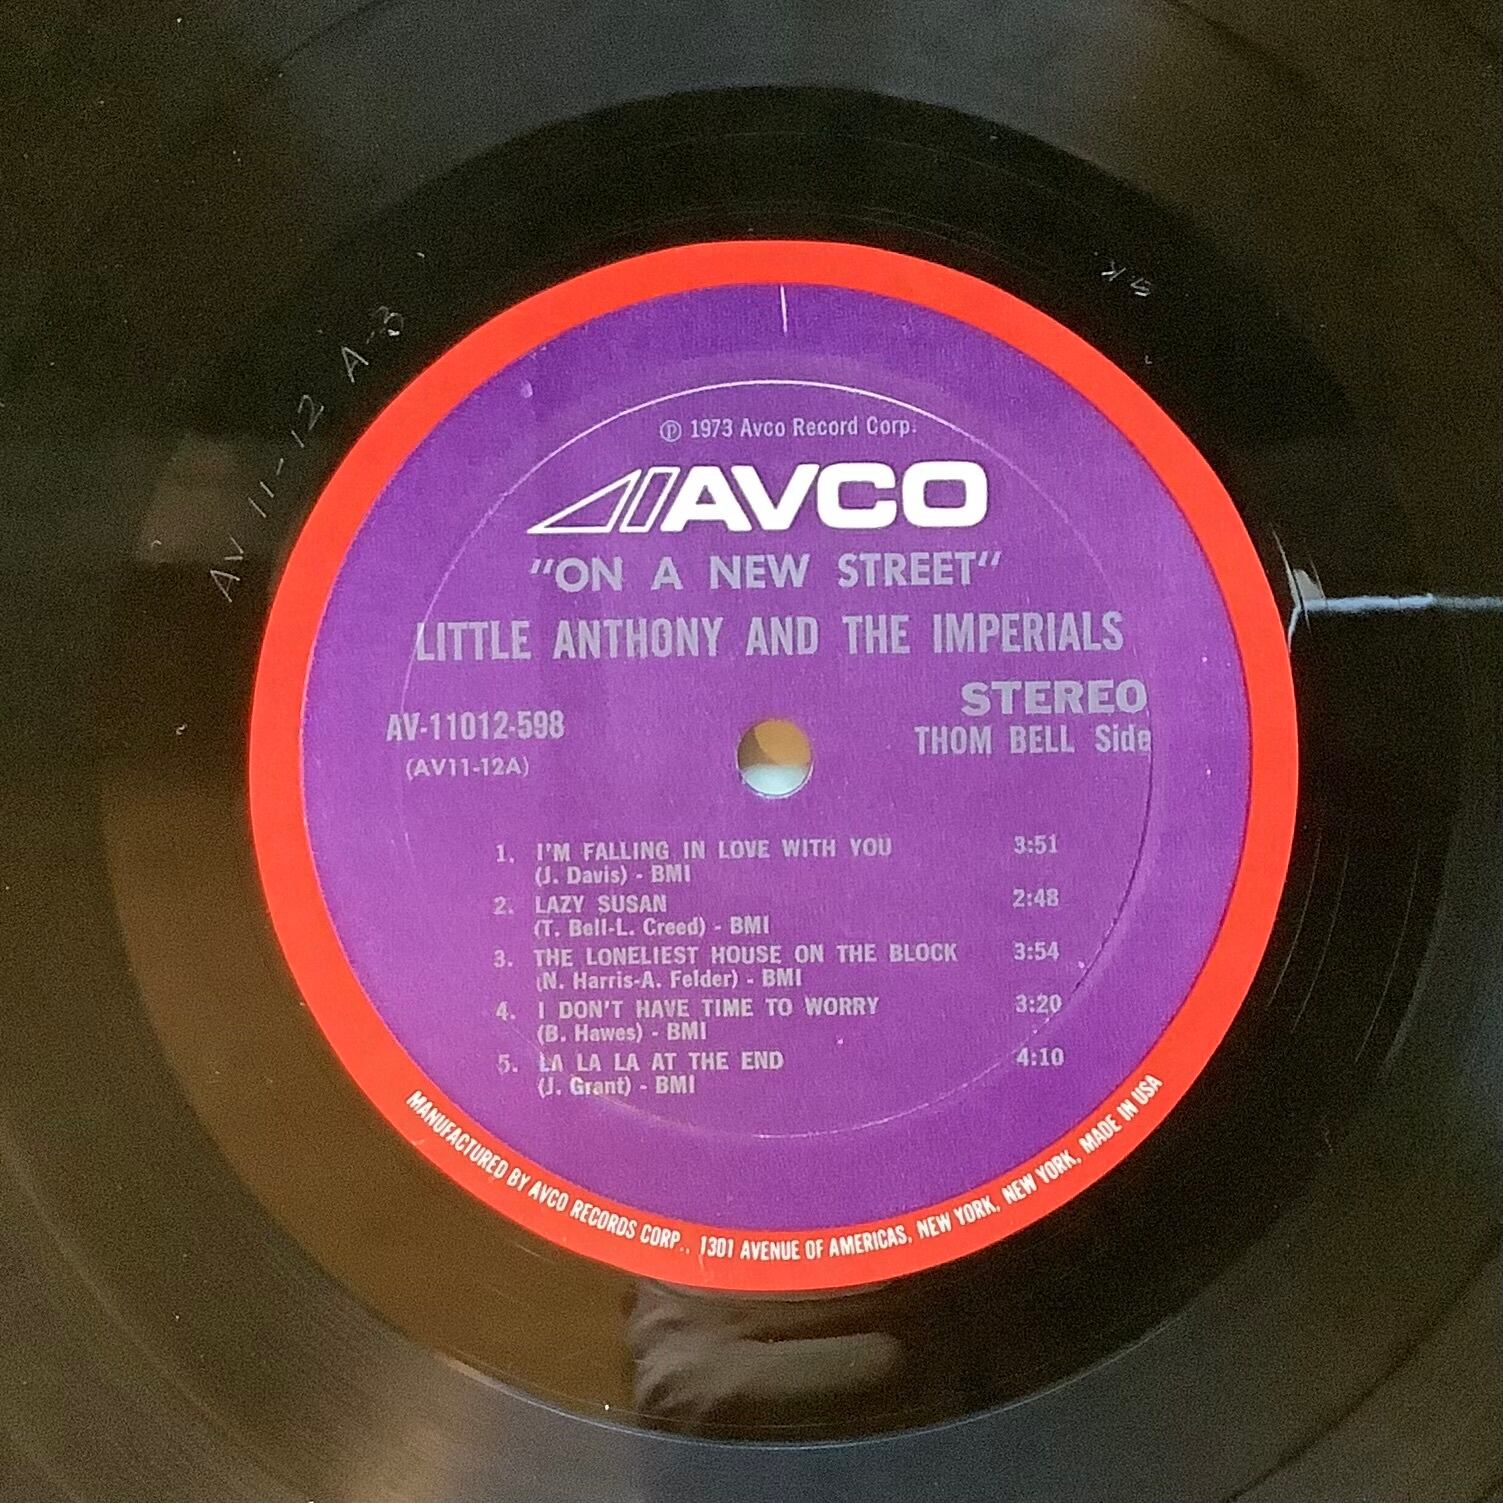 ℗ 1973 Avco Record Corp.
AVCO
"ON A NEW STREET"
LITTLE ANTHONY AND THE IMPERIALS
STEREO
AV-11012-598
THOM BELL Side
(AV11-12A)
1. I'M FALLING IN LOVE WITH YOU 3:51
(J. Davis) - BMI
2. LAZY SUSAN 2:48
(T. Bell-L. Creed) - BMI
3. THE LONELIEST HOUSE ON THE BLOCK 3:54
(N. Harris-A. Felder) - BMI
4. I DON'T HAVE TIME TO WORRY 3:20
(B. Hawes) - BMI
5. LA LA LA AT THE END 4:10
(J. Grant) - BMI
MANUFACTURED BY AVCO RECORDS CORP., 1301 AVENUE OF AMERICAS, NEW YORK, NEW YORK, MADE IN USA
AV 11-12 A-3